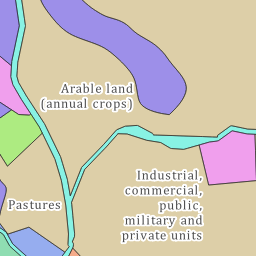 Arable land
(annual crops)
Industrial,
commercial,
public,
military and
private units
Pastures